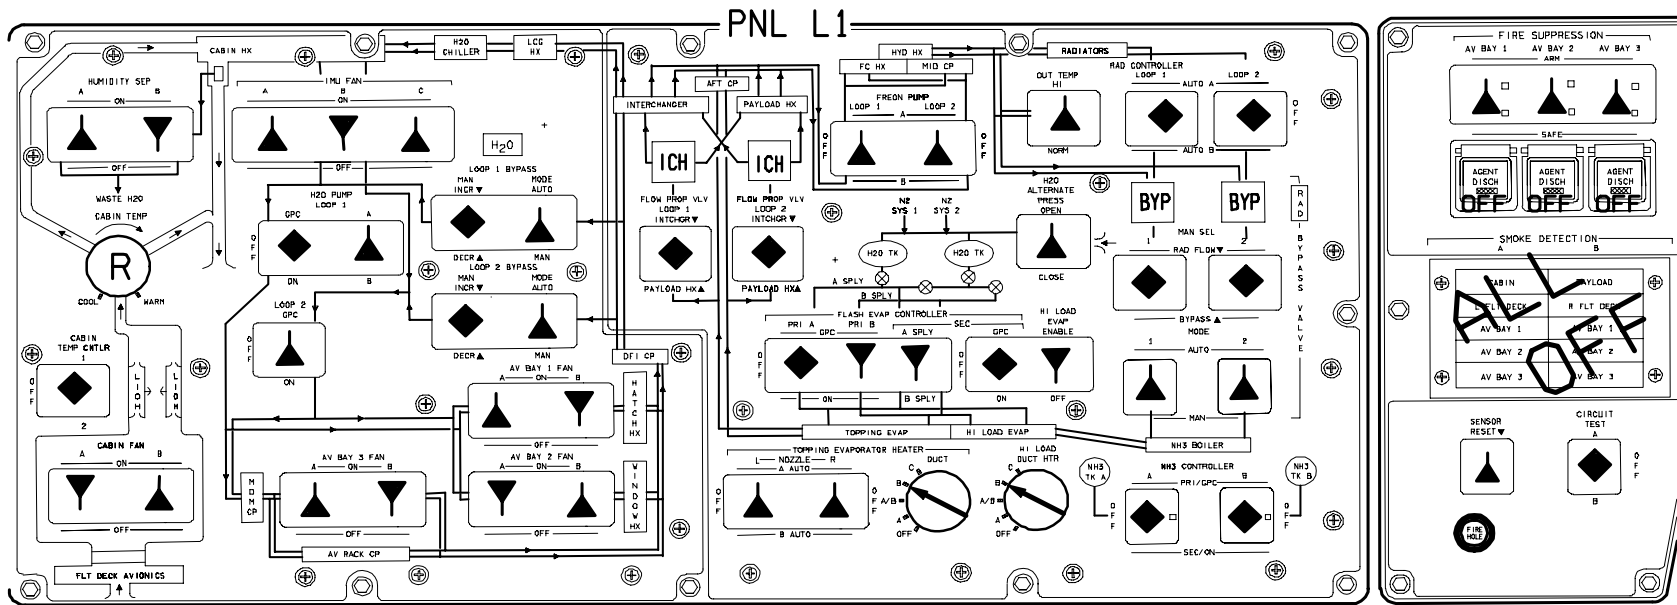 PNL L1
CABIN HX
H2O CHILLER
LCG HX
HUMIDITY SEP
A B
ON
OFF
WASTE H2O
CABIN TEMP
R
COOL WARM
CABIN TEMP CNTLR
1
OFF
2
LIOH LIOH
CABIN FAN
A B
ON
OFF
FLT DECK AVIONICS
IMU FAN
A B C
ON
OFF
H2O
H2O PUMP
LOOP 1
GPC A
OFF
ON B
LOOP 2
GPC
OFF
ON
LOOP 1 BYPASS
MAN INCR▼ MODE AUTO
DECR▲ MAN
LOOP 2 BYPASS
MAN INCR▼ MODE AUTO
DECR▲ MAN
DFI CP
AV BAY 1 FAN
A ON B
OFF
HATCH HX
AV BAY 3 FAN
A ON B
OFF
AV BAY 2 FAN
A ON B
OFF
WINDOW HX
MDM CP
AV RACK CP
INTERCHANGER
AFT CP
PAYLOAD HX
ICH ICH
FLOW PROP VLV
LOOP 1
INTCHGR▼
PAYLOAD HX▲
FLOW PROP VLV
LOOP 2
INTCHGR▼
PAYLOAD HX▲
HYD HX
FC HX MID CP
FREON PUMP
LOOP 1 LOOP 2
A
OFF OFF
B
RADIATORS
OUT TEMP
HI
NORM
RAD CONTROLLER
LOOP 1 LOOP 2
AUTO A
OFF
AUTO B
BYP BYP
N2 SYS 1 N2 SYS 2
H2O TK H2O TK
H2O
ALTERNATE
PRESS
OPEN
CLOSE
MAN SEL
1 2
RAD FLOW▼
BYPASS▲
MODE
1 AUTO 2
MAN
RAD BYPASS VALVE
A SPLY
B SPLY
FLASH EVAP CONTROLLER
PRI A PRI B A SPLY SEC
GPC GPC
OFF OFF
ON B SPLY ON
HI LOAD
EVAP
ENABLE
OFF
TOPPING EVAP HI LOAD EVAP
NH3 BOILER
TOPPING EVAPORATOR HEATER
L NOZZLE R
A AUTO
OFF OFF
B AUTO
DUCT
C
B
A/B
A
OFF
HI LOAD
DUCT HTR
C
B
A/B
A
OFF
NH3 TK A
NH3 CONTROLLER
A PRI/GPC B
OFF OFF
SEC/ON
NH3 TK B
FIRE SUPPRESSION
AV BAY 1 AV BAY 2 AV BAY 3
ARM
SAFE
AGENT DISCH AGENT DISCH AGENT DISCH
OFF OFF OFF
SMOKE DETECTION
A B
CABIN PAYLOAD
L FLT DECK R FLT DECK
AV BAY 1 AV BAY 1
AV BAY 2 AV BAY 2
AV BAY 3 AV BAY 3
ALL OFF
SENSOR
RESET▼
CIRCUIT
TEST
A
OFF
B
FIRE HOLE